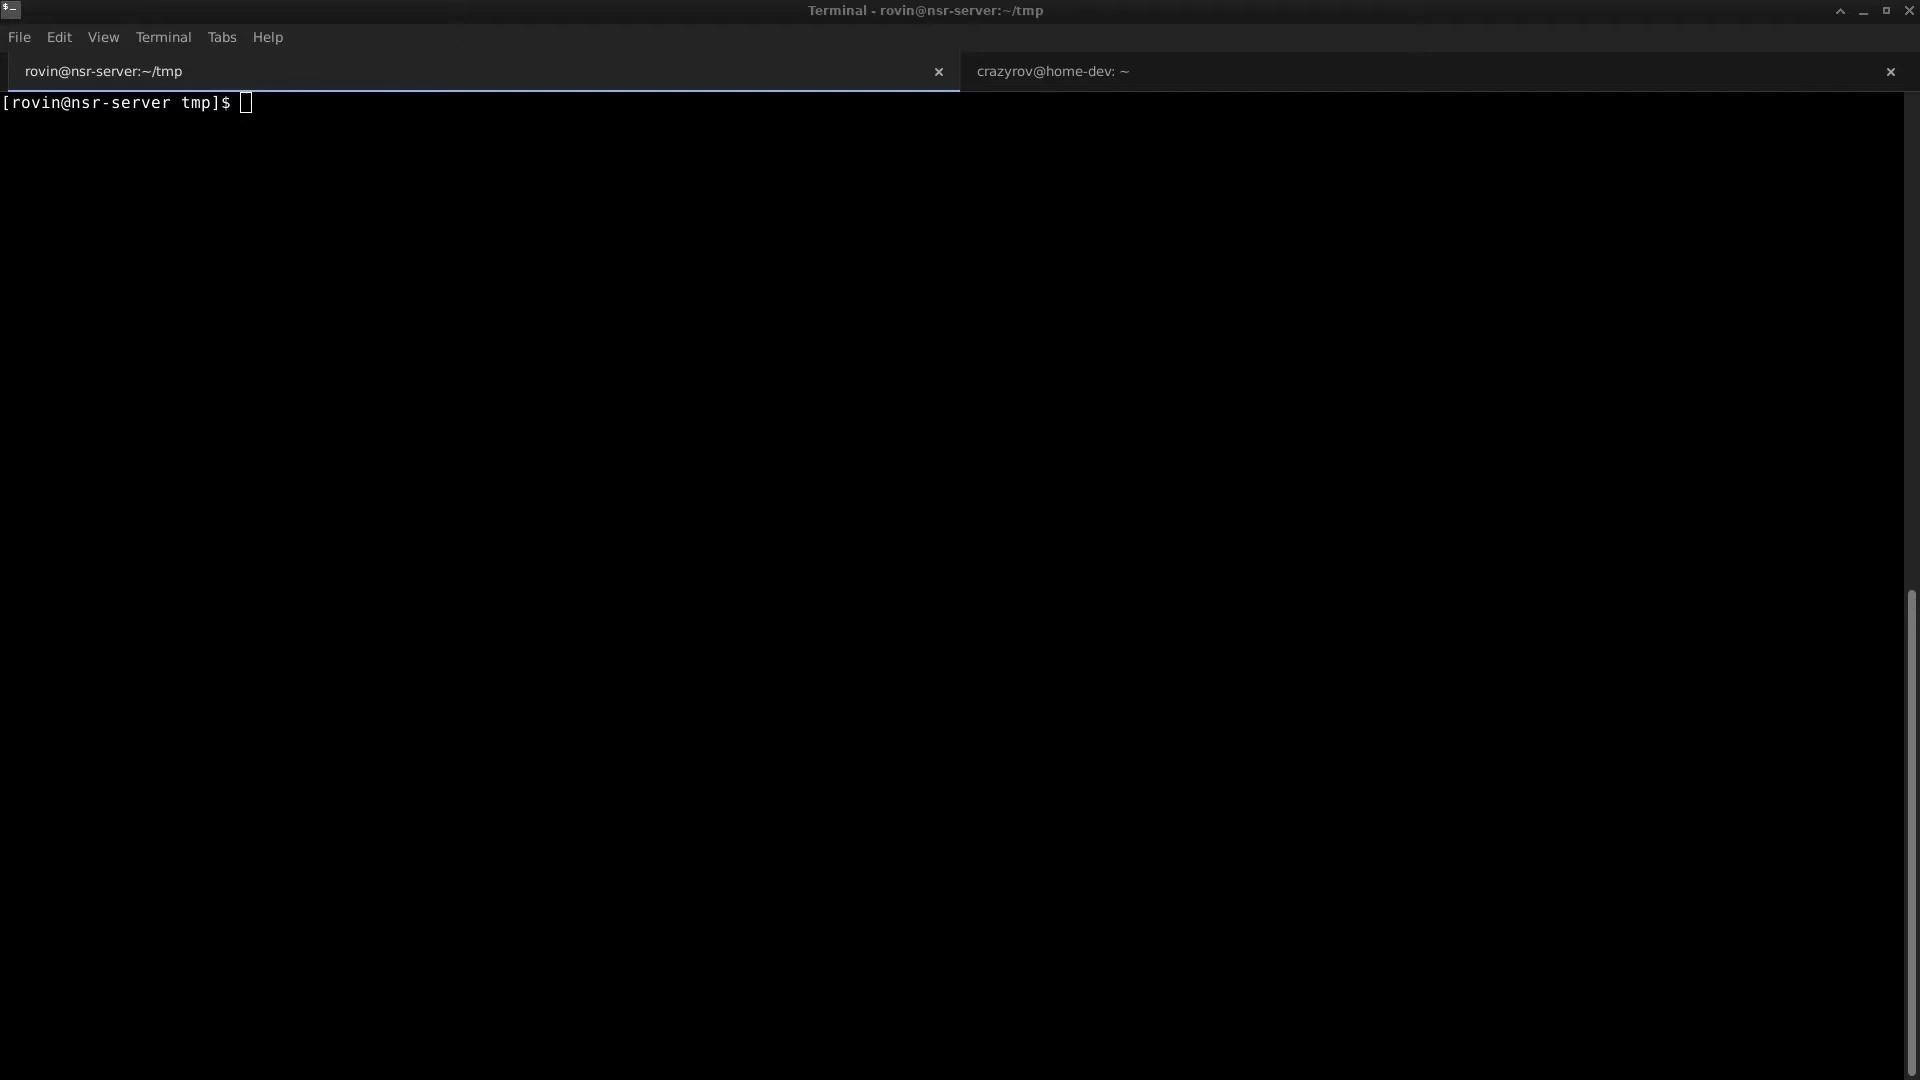 Terminal - rovin@nsr-server:~/tmp
File Edit View Terminal Tabs Help
rovin@nsr-server:~/tmp
crazyrov@home-dev: ~
[rovin@nsr-server tmp]$